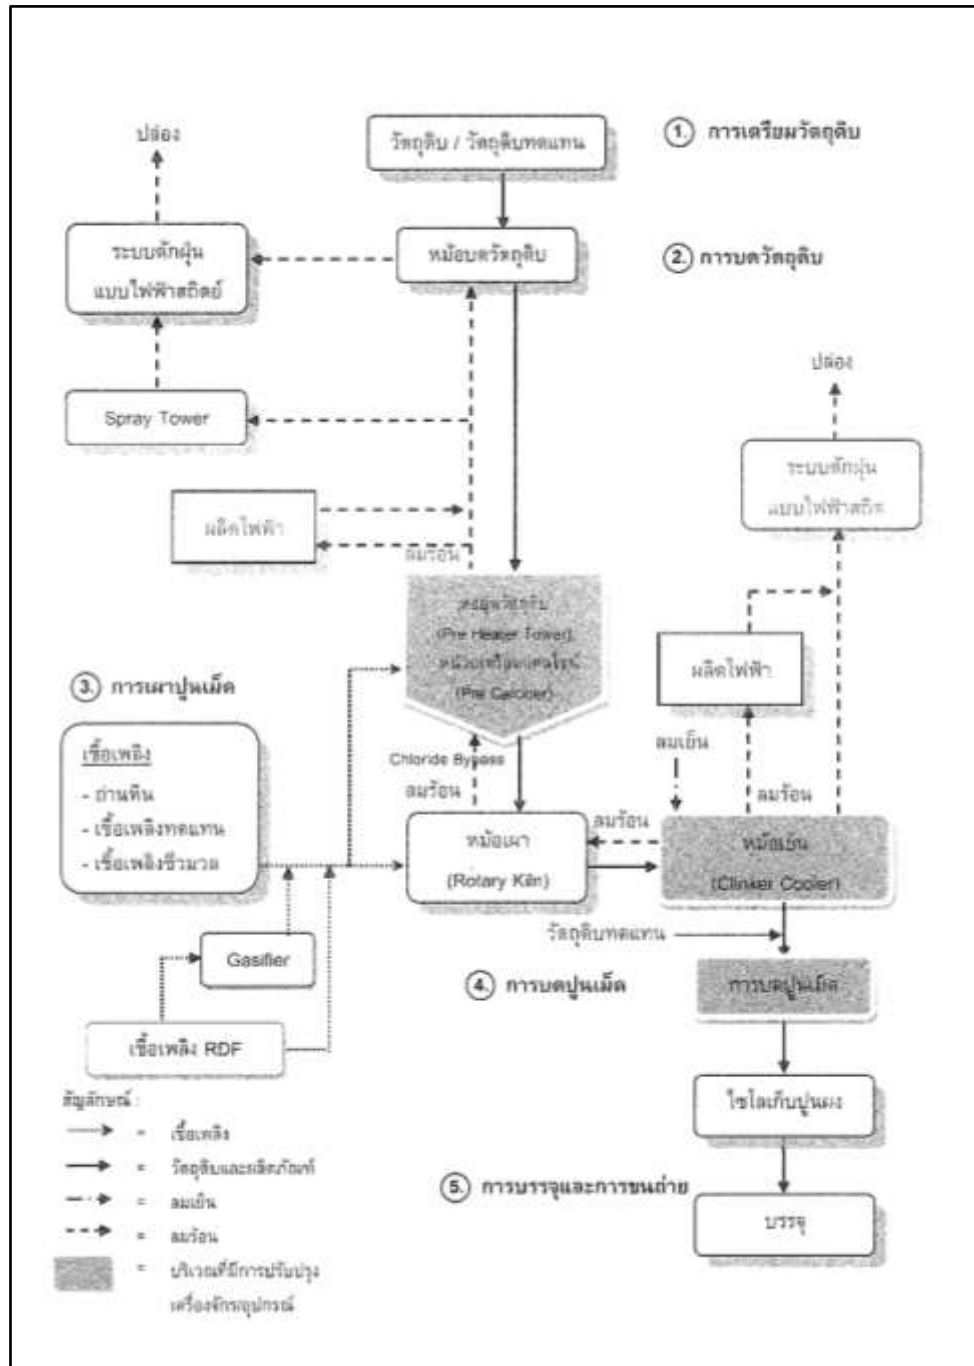 ปล่อง
วัตถุดิบ / วัตถุดิบทดแทน
1. การเตรียมวัตถุดิบ
ระบบดักฝุ่น
แบบไฟฟ้าสถิตย์
หม้อบดวัตถุดิบ
2. การบดวัตถุดิบ
ปล่อง
Spray Tower
ระบบดักฝุ่น
แบบไฟฟ้าสถิต
ผลิตไฟฟ้า
ลมร้อน
(Pre Heater Tower)
(Pre Calciner)
ผลิตไฟฟ้า
3. การเผาปูนเม็ด
ลมเย็น
เชื้อเพลิง
- ถ่านหิน
- เชื้อเพลิงทดแทน
- เชื้อเพลิงชีวมวล
Chloride Bypass
ลมร้อน
ลมร้อน
ลมร้อน
หม้อเผา
(Rotary Kiln)
หม้อเย็น
(Clinker Cooler)
วัตถุดิบทดแทน
Gasifier
4. การบดปูนเม็ด
การบดปูนเม็ด
เชื้อเพลิง RDF
สัญลักษณ์ :
= เชื้อเพลิง
= วัตถุดิบและผลิตภัณฑ์
= ลมเย็น
= ลมร้อน
= บริเวณที่มีการปรับปรุง
เครื่องจักรอุปกรณ์
ไซโลเก็บปูนผง
5. การบรรจุและการขนถ่าย
บรรจุ